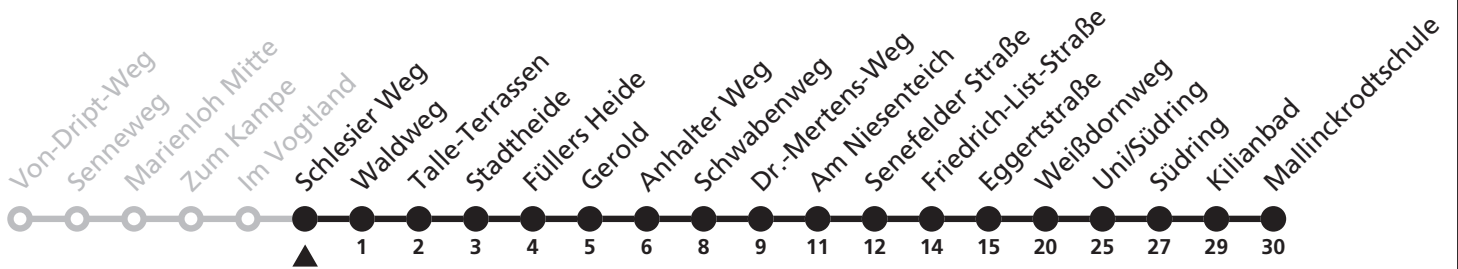 Von-Dript-Weg
Senneweg
Marienloh Mitte
Zum Kampe
Im Vogtland
Schlesier Weg
Waldweg
Talle-Terrassen
Stadtheide
Füllers Heide
Gerold
Anhalter Weg
Schwabenweg
Dr.-Mertens-Weg
Am Niesenteich
Senefelder Straße
Friedrich-List-Straße
Eggertstraße
Weißdornweg
Uni/Südring
Südring
Kilianbad
Mallinckrodtschule
1 2 3 4 5 6 8 9 11 12 14 15 20 25 27 29 30